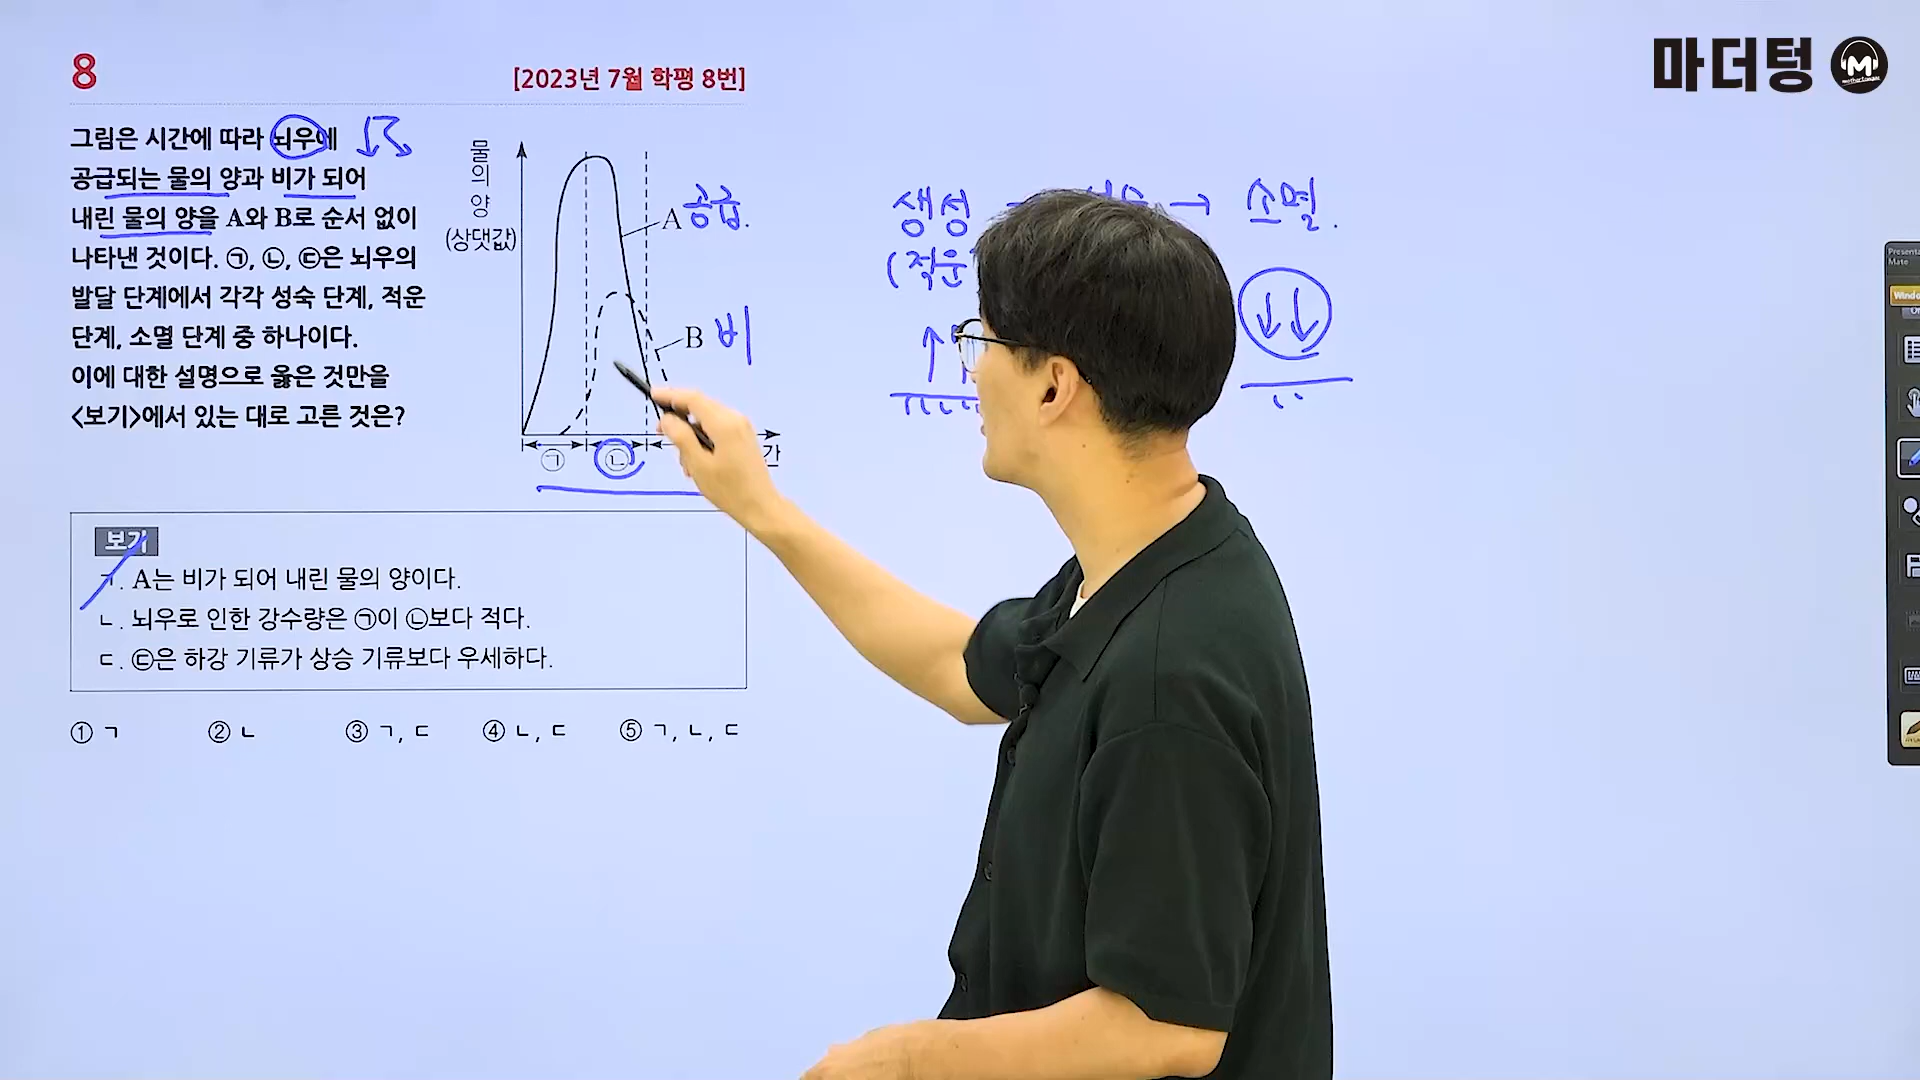 마더텅
8
[2023년 7월 학평 8번]
그림은 시간에 따라 뇌우에
공급되는 물의 양과 비가 되어
내린 물의 양을 A와 B로 순서 없이
나타낸 것이다. ㉠, ㉡, ㉢은 뇌우의
발달 단계에서 각각 성숙 단계, 적운
단계, 소멸 단계 중 하나이다.
이에 대한 설명으로 옳은 것만을
<보기>에서 있는 대로 고른 것은?
물의 양
(상댓값)
A 공급.
B 비
㉠ ㉡
간
보기
ㄱ. A는 비가 되어 내린 물의 양이다.
ㄴ. 뇌우로 인한 강수량은 ㉠이 ㉡보다 적다.
ㄷ. ㉢은 하강 기류가 상승 기류보다 우세하다.
① ㄱ ② ㄴ ③ ㄱ, ㄷ ④ ㄴ, ㄷ ⑤ ㄱ, ㄴ, ㄷ
생성 → 소멸.
(적운